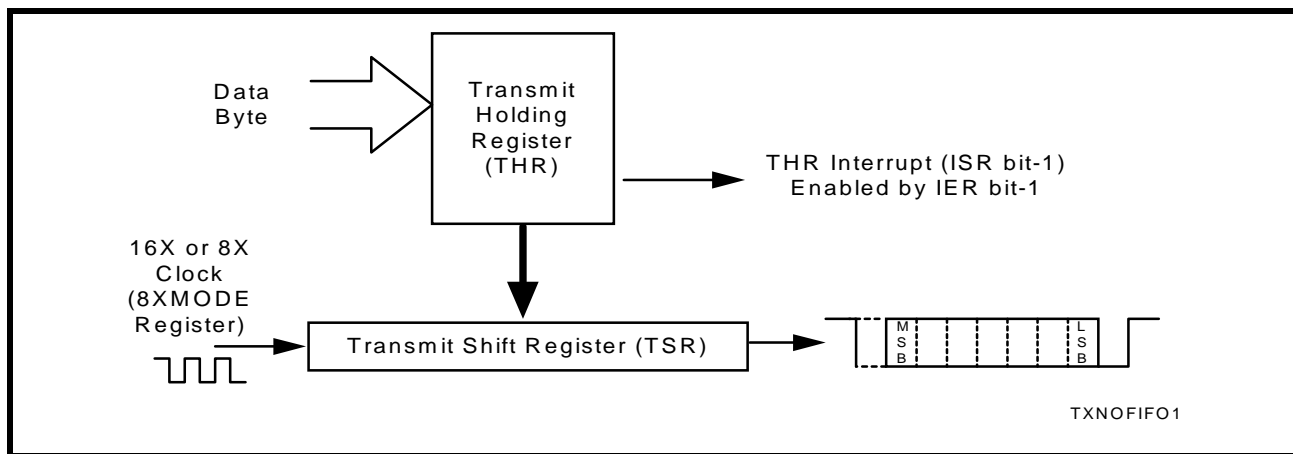 Data
Byte
Transmit
Holding
Register
(THR)
THR Interrupt (ISR bit-1)
Enabled by IER bit-1
16X or 8X
Clock
(8XMODE
Register)
Transmit Shift Register (TSR)
M
S
B
L
S
B
TXNOFIFO1